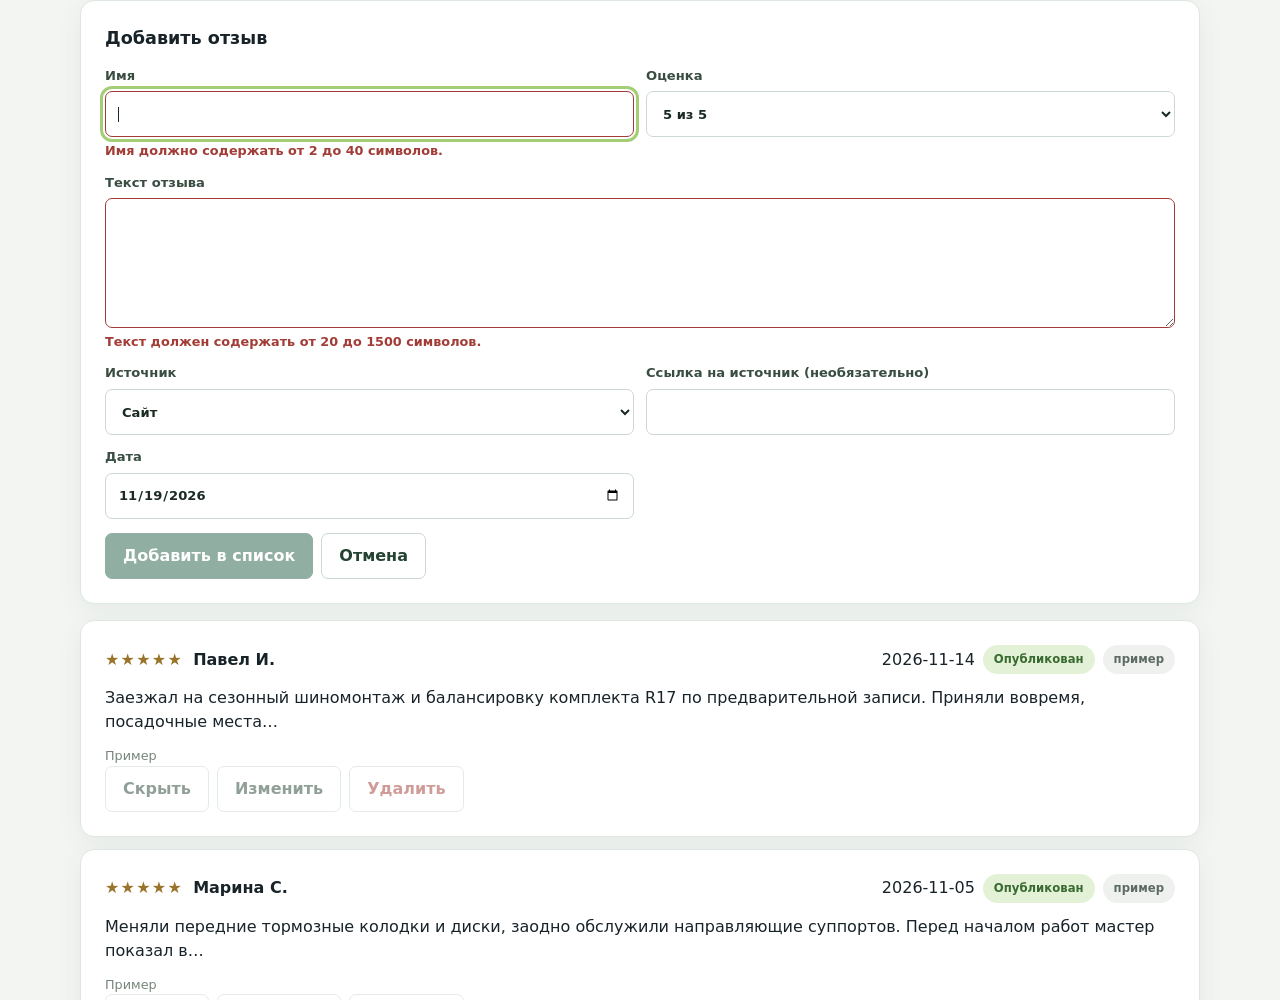 Добавить отзыв
Имя
Оценка
5 из 5
Имя должно содержать от 2 до 40 символов.
Текст отзыва
Текст должен содержать от 20 до 1500 символов.
Источник
Ссылка на источник (необязательно)
Сайт
Дата
11/19/2026
Добавить в список
Отмена
★★★★★ Павел И.
2026-11-14
Опубликован
пример
Заезжал на сезонный шиномонтаж и балансировку комплекта R17 по предварительной записи. Приняли вовремя,
посадочные места…
Пример
Скрыть
Изменить
Удалить
★★★★★ Марина С.
2026-11-05
Опубликован
пример
Меняли передние тормозные колодки и диски, заодно обслужили направляющие суппортов. Перед началом работ мастер
показал в…
Пример